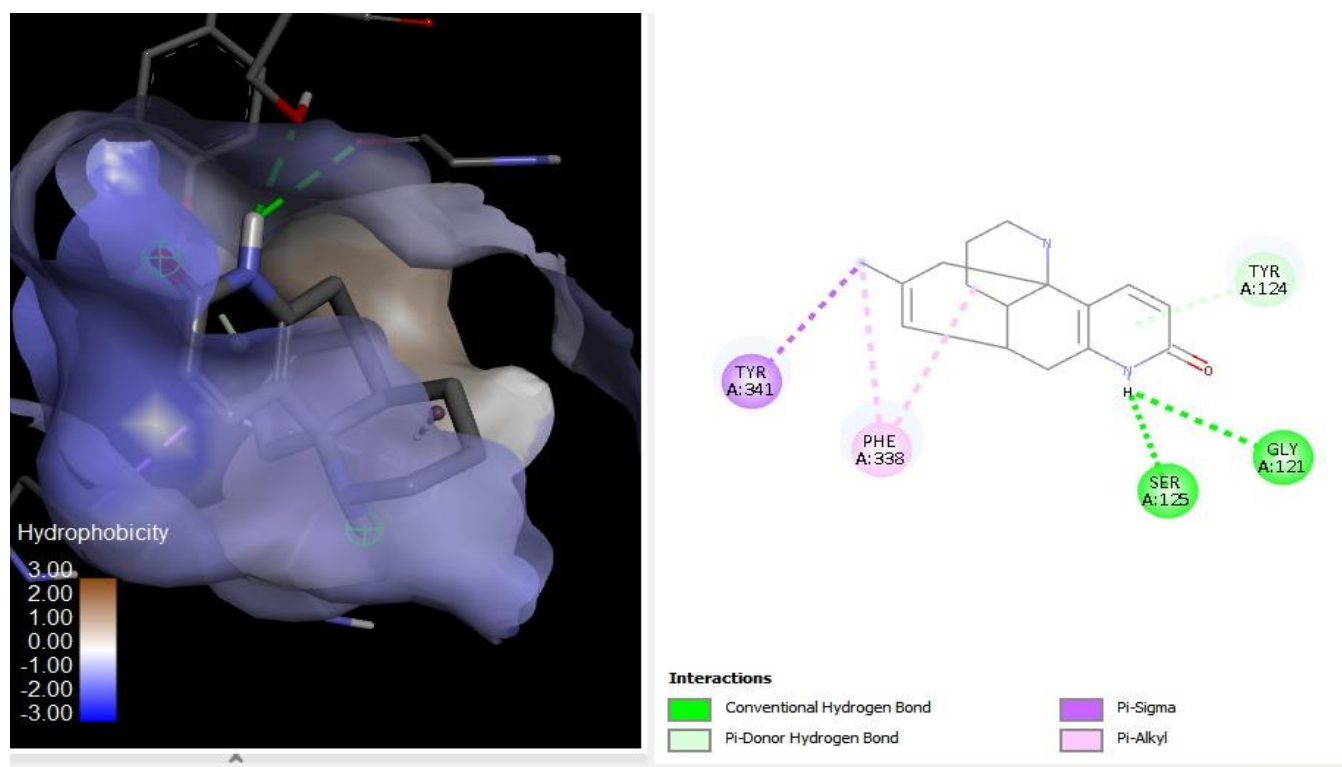 Hydrophobicity
3.00
2.00
1.00
0.00
-1.00
-2.00
-3.00
N
TYR
A:124
TYR
A:341
N
O
H
PHE
A:338
GLY
A:121
SER
A:125
Interactions
Conventional Hydrogen Bond
Pi-Donor Hydrogen Bond
Pi-Sigma
Pi-Alkyl